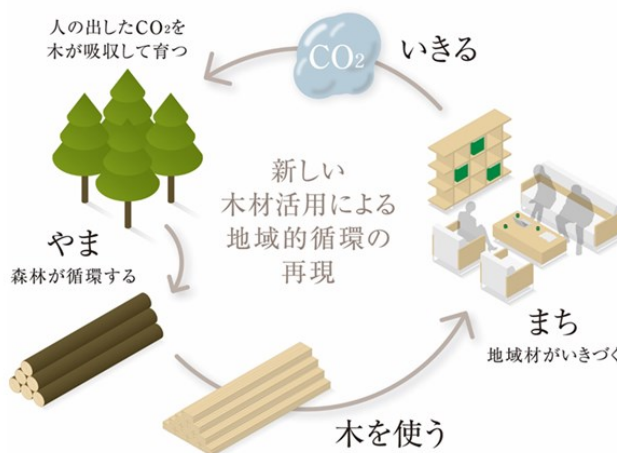 人の出したCO₂を
木が吸収して育つ
CO₂
いきる
新しい
木材活用による
地域的循環の
再現
やま
森林が循環する
まち
地域材がいきづく
木を使う